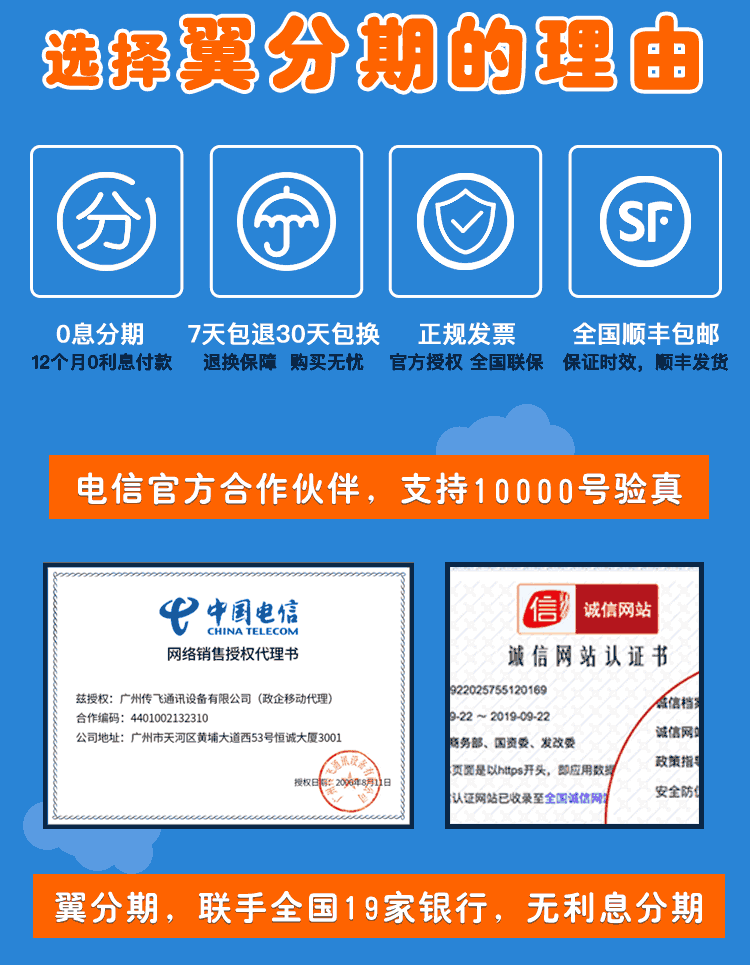 选择翼分期的理由
分
SF
0息分期
12个月0利息付款
7天包退30天包换
退换保障 购买无忧
正规发票
官方授权 全国联保
全国顺丰包邮
保证时效，顺丰发货
电信官方合作伙伴，支持10000号验真
中国电信
CHINA TELECOM
网络销售授权代理书
兹授权：广州传飞通讯设备有限公司（政企移动代理）
合作编码：4401002132310
公司地址：广州市天河区黄埔大道西53号恒诚大厦3001
授权日期：2006年8月11日
信 诚信网站
诚信网站认证书
922025755120169
9-22 ～ 2019-09-22
商务部、国资委、发改委
页面是以https开头，即应用数据
认证网站已收录至全国诚信网
诚信档
诚信网
政策指
安全防
翼分期，联手全国19家银行，无利息分期